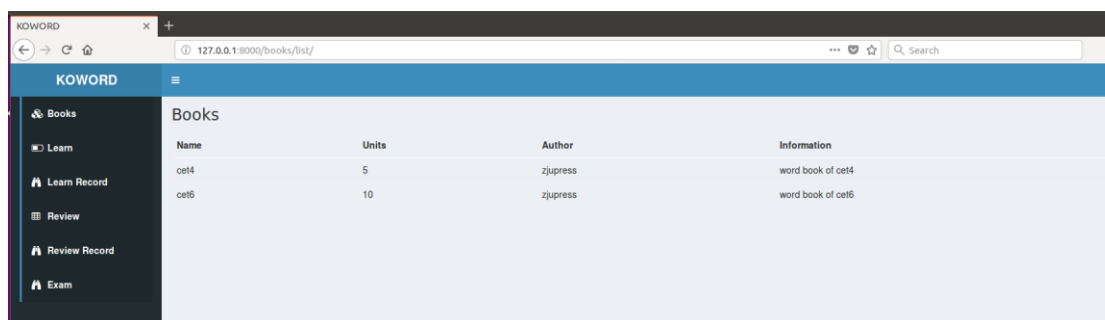 KOWORD
127.0.0.1:8000/books/list/
Search
KOWORD
Books
Learn
Learn Record
Review
Review Record
Exam
Books
Name Units Author Information
cet4 5 zjupress word book of cet4
cet6 10 zjupress word book of cet6